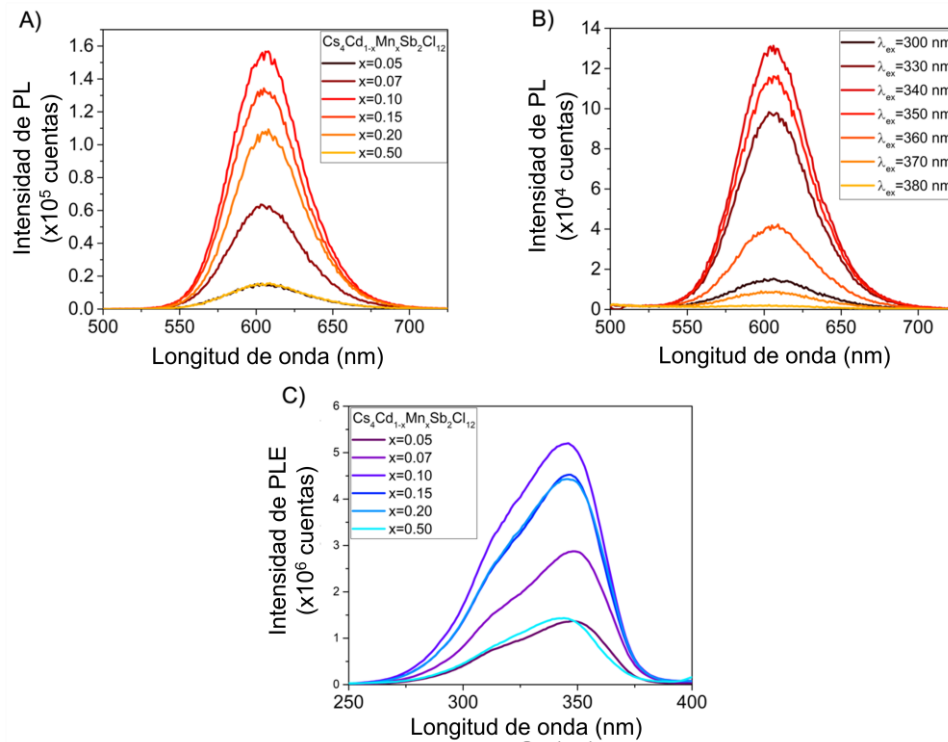 A)
Intensidad de PL
(x10⁵ cuentas)
1.6
1.4
1.2
1.0
0.8
0.6
0.4
0.2
0.0
Cs₄Cd₁₋ₓMnₓSb₂Cl₁₂
x=0.05
x=0.07
x=0.10
x=0.15
x=0.20
x=0.50
500 550 600 650 700
Longitud de onda (nm)
B)
Intensidad de PL
(x10⁴ cuentas)
14
12
10
8
6
4
2
0
λₑₓ=300 nm
λₑₓ=330 nm
λₑₓ=340 nm
λₑₓ=350 nm
λₑₓ=360 nm
λₑₓ=370 nm
λₑₓ=380 nm
500 550 600 650 700
Longitud de onda (nm)
C)
Intensidad de PLE
(x10⁶ cuentas)
6
5
4
3
2
1
0
Cs₄Cd₁₋ₓMnₓSb₂Cl₁₂
x=0.05
x=0.07
x=0.10
x=0.15
x=0.20
x=0.50
250 300 350 400
Longitud de onda (nm)